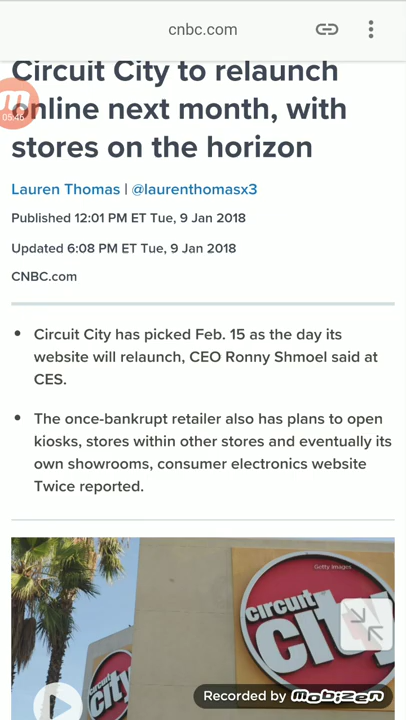 cnbc.com
Circuit City to relaunch
online next month, with
stores on the horizon
05:45
Lauren Thomas | @laurenthomasx3
Published 12:01 PM ET Tue, 9 Jan 2018
Updated 6:08 PM ET Tue, 9 Jan 2018
CNBC.com
Circuit City has picked Feb. 15 as the day its
website will relaunch, CEO Ronny Shmoel said at
CES.
The once-bankrupt retailer also has plans to open
kiosks, stores within other stores and eventually its
own showrooms, consumer electronics website
Twice reported.
Getty Images
circuit
city
circuit
city
Recorded by mobizen